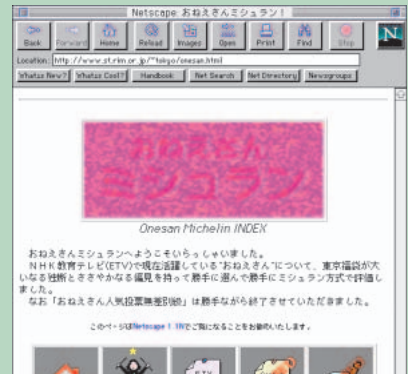 Netscape: おねえさんミシュラン!
Back Forward Home Reload Images Open Print Find Stop
N
Location: http://www.st.rim.or.jp/~tokyo/onesan.html
What's New? What's Cool? Handbook Net Search Net Directory Newsgroups
おねえさん
ミシュラン
Onesan Michelin INDEX
おねえさんミシュランへようこそいらっしゃいました。
NHK教育テレビ(ETV)で現在活躍している"おねえさん"について、東京福袋が大
いなる独断とささやかなる偏見を持って勝手に選んで勝手にミシュラン方式で評価し
ました。
なお「おねえさん人気投票無差別級」は勝手ながら終了させていただきました。
このページはNetscape 1.1Nでご覧になることをお勧めいたします。
ETV